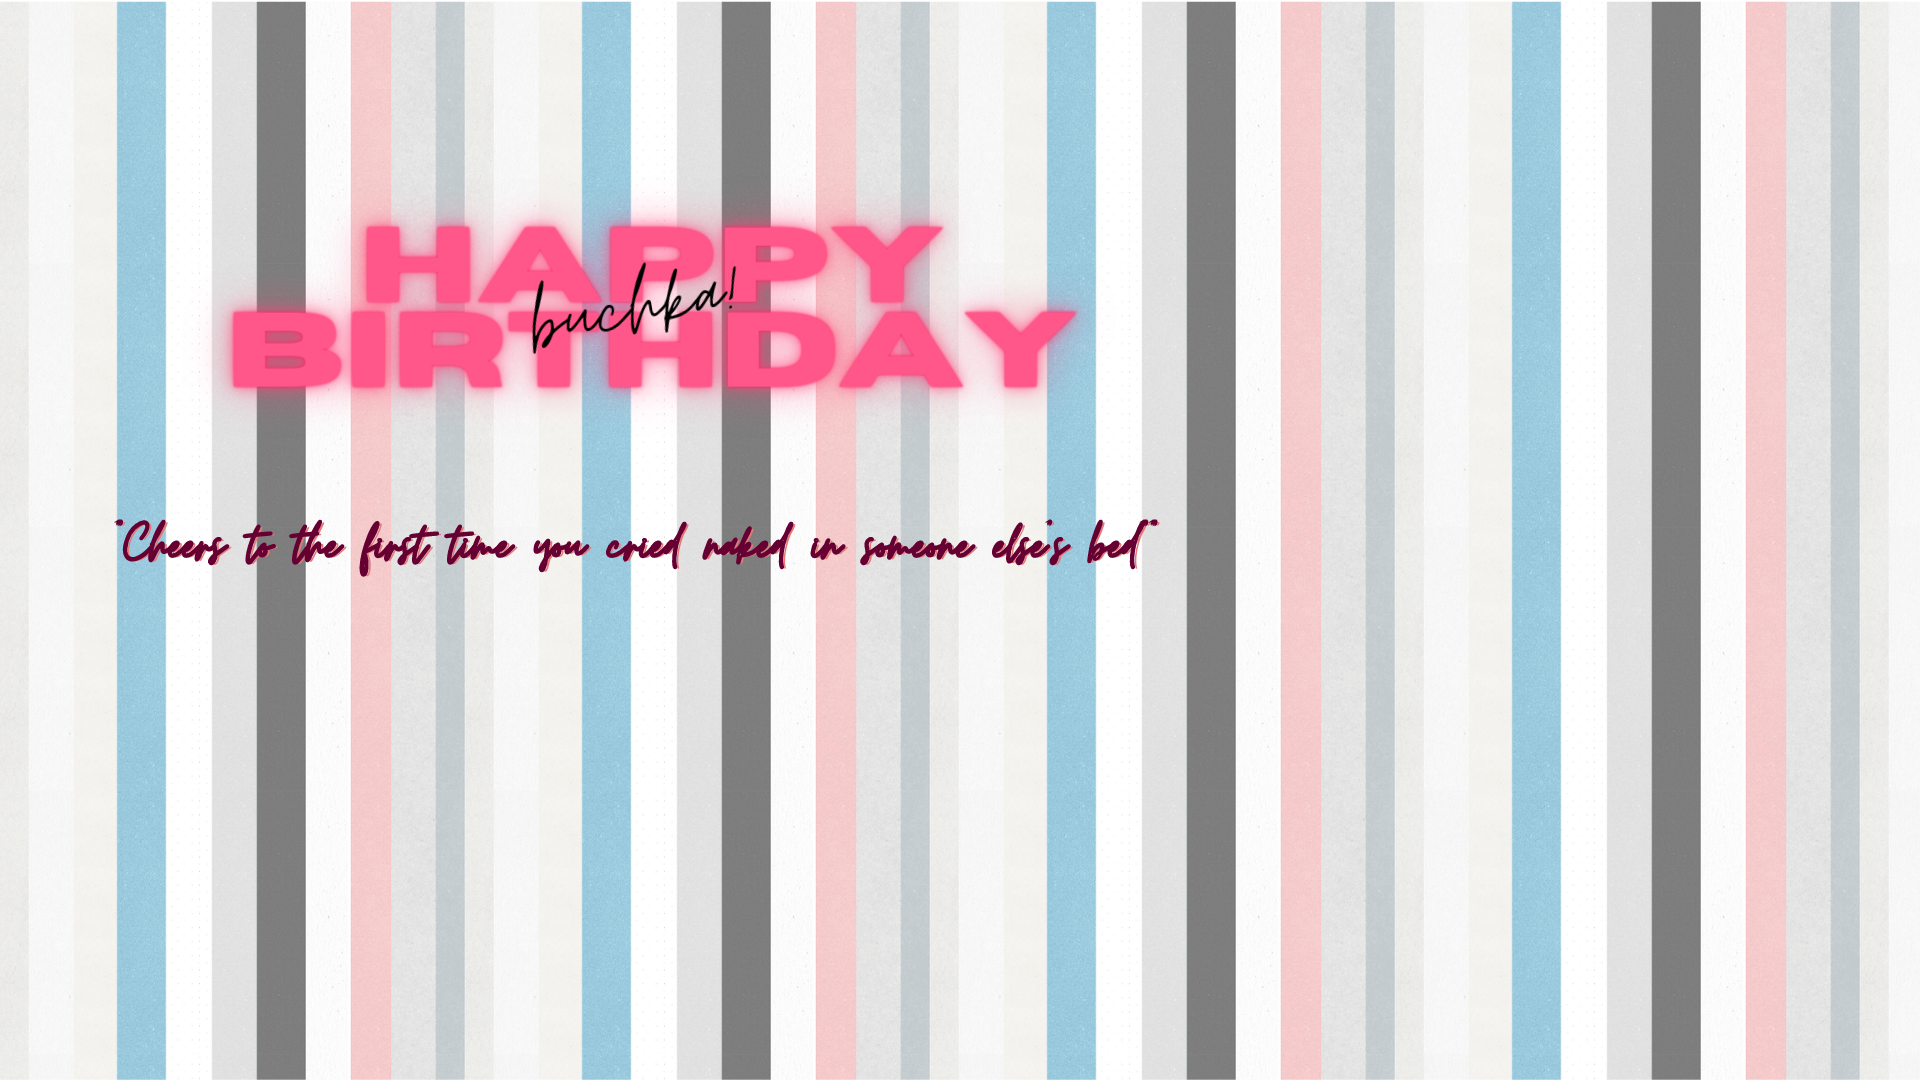 HAPPY
buchka!
BIRTHDAY
"Cheers to the first time you cried naked in someone else's bed"